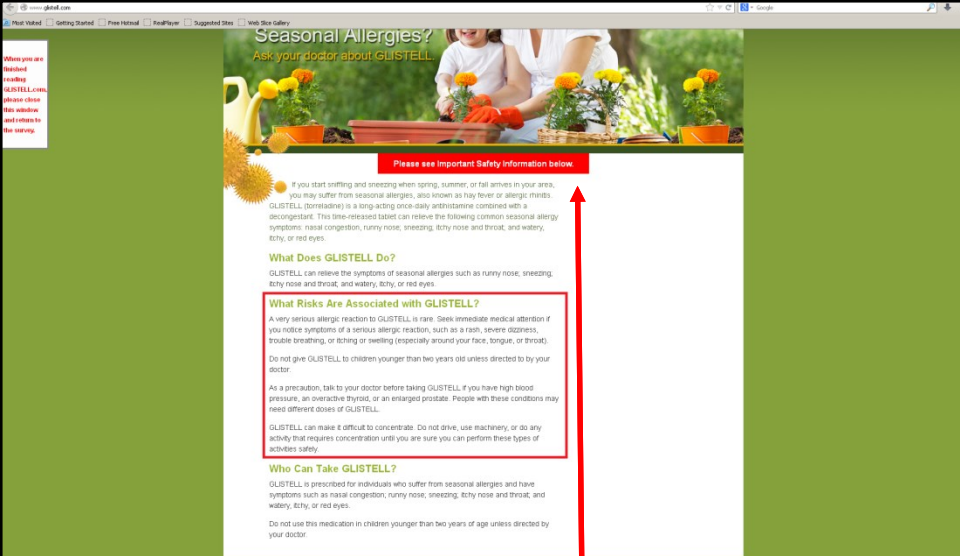 www.glistell.com
Google
Most Visited Getting Started Free Hotmail RealPlayer Suggested Sites Web Slice Gallery
When you are
finished
reading
GLISTELL.com,
please close
this window
and return to
the survey.
Seasonal Allergies?
Ask your doctor about GLISTELL.
Please see Important Safety Information below.
If you start sniffling and sneezing when spring, summer, or fall arrives in your area,
you may suffer from seasonal allergies, also known as hay fever or allergic rhinitis.
GLISTELL (torreladine) is a long-acting once-daily antihistamine combined with a
decongestant. This time-released tablet can relieve the following common seasonal allergy
symptoms: nasal congestion, runny nose; sneezing, itchy nose and throat; and watery,
itchy, or red eyes.
What Does GLISTELL Do?
GLISTELL can relieve the symptoms of seasonal allergies such as runny nose; sneezing,
itchy nose and throat; and watery, itchy, or red eyes.
What Risks Are Associated with GLISTELL?
A very serious allergic reaction to GLISTELL is rare. Seek immediate medical attention if
you notice symptoms of a serious allergic reaction, such as a rash, severe dizziness,
trouble breathing, or itching or swelling (especially around your face, tongue, or throat).
Do not give GLISTELL to children younger than two years old unless directed to by your
doctor.
As a precaution, talk to your doctor before taking GLISTELL if you have high blood
pressure, an overactive thyroid, or an enlarged prostate. People with these conditions may
need different doses of GLISTELL.
GLISTELL can make it difficult to concentrate. Do not drive, use machinery, or do any
activity that requires concentration until you are sure you can perform these types of
activities safely.
Who Can Take GLISTELL?
GLISTELL is prescribed for individuals who suffer from seasonal allergies and have
symptoms such as nasal congestion; runny nose; sneezing, itchy nose and throat; and
watery, itchy, or red eyes.
Do not use this medication in children younger than two years of age unless directed by
your doctor.